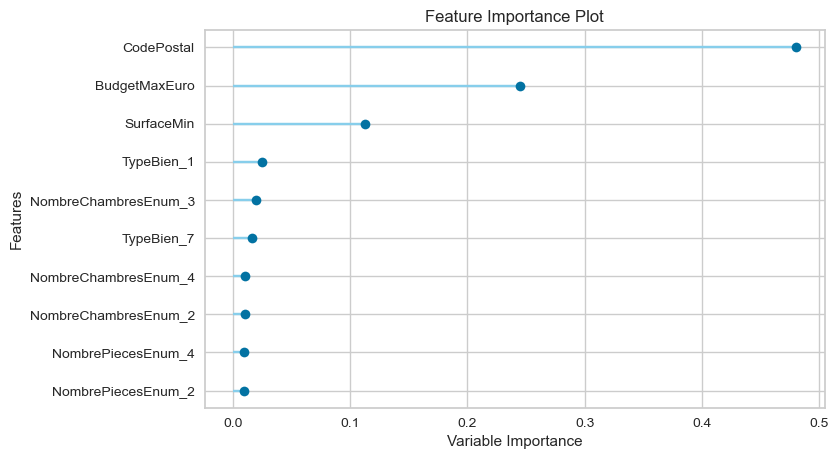 Feature Importance Plot
CodePostal
BudgetMaxEuro
SurfaceMin
TypeBien_1
NombreChambresEnum_3
TypeBien_7
NombreChambresEnum_4
NombreChambresEnum_2
NombrePiecesEnum_4
NombrePiecesEnum_2
Features
0.0 0.1 0.2 0.3 0.4 0.5
Variable Importance